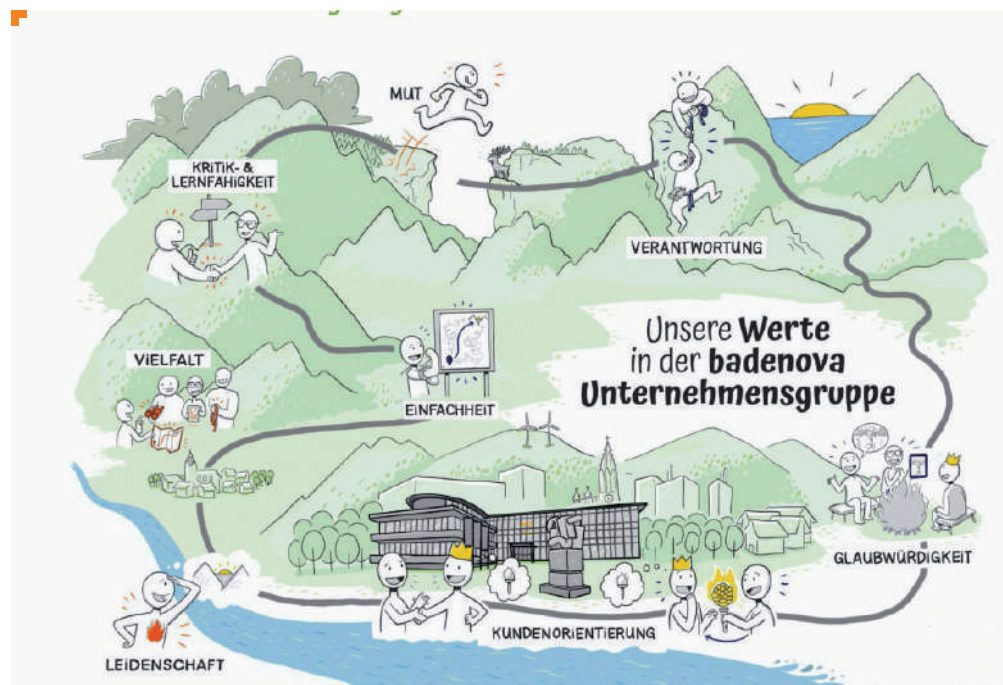 MUT
KRITIK- &
LERNFÄHIGKEIT
VERANTWORTUNG
Unsere Werte
in der badenova
Unternehmensgruppe
VIELFALT
EINFACHHEIT
GLAUBWÜRDIGKEIT
KUNDENORIENTIERUNG
LEIDENSCHAFT